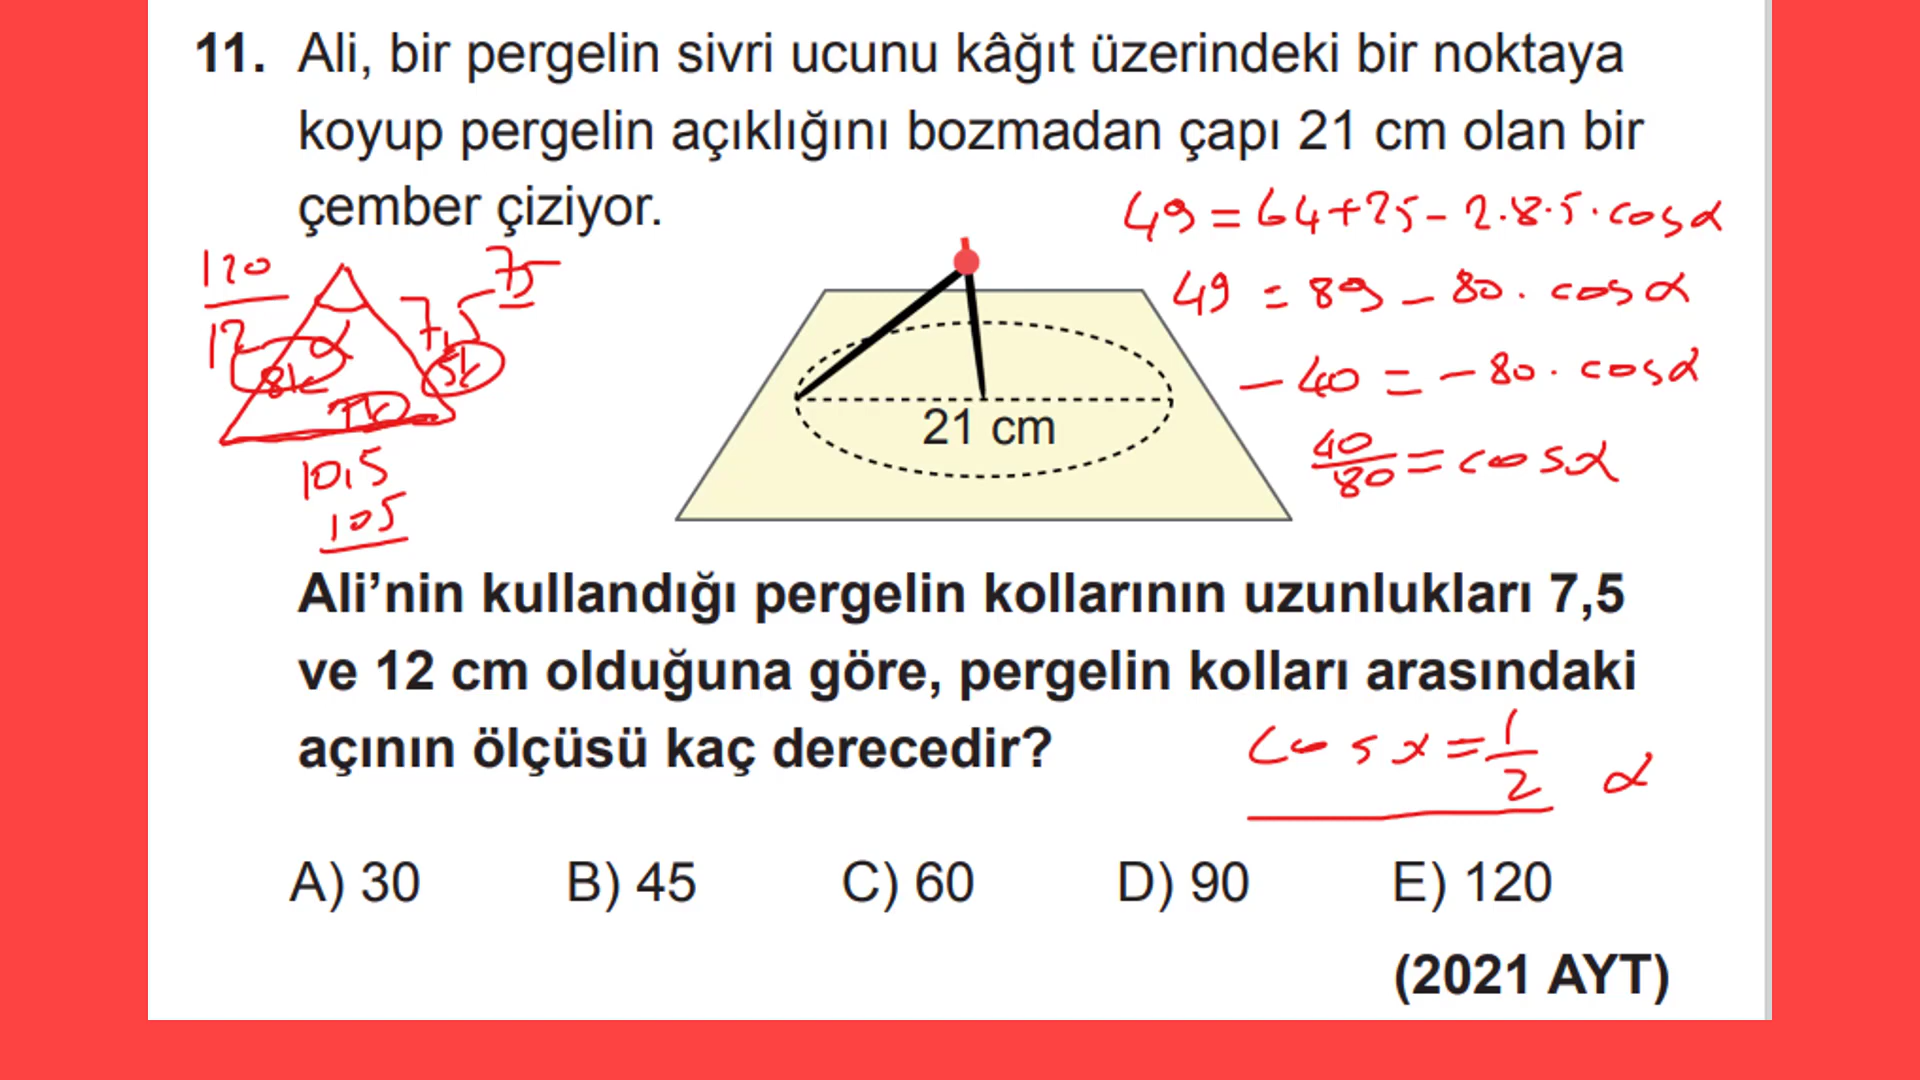 11. Ali, bir pergelin sivri ucunu kâğıt üzerindeki bir noktaya
koyup pergelin açıklığını bozmadan çapı 21 cm olan bir
çember çiziyor.
49 = 64+25 - 2.8.5.cosα
120
12
α
8k
7,5
75
5k
7k
10,5
105
49 = 89 - 80. cosα
-40 = -80. cosα
40/80 = cosα
21 cm
Ali’nin kullandığı pergelin kollarının uzunlukları 7,5
ve 12 cm olduğuna göre, pergelin kolları arasındaki
açının ölçüsü kaç derecedir?
cosx = 1/2 α
A) 30 B) 45 C) 60 D) 90 E) 120
(2021 AYT)